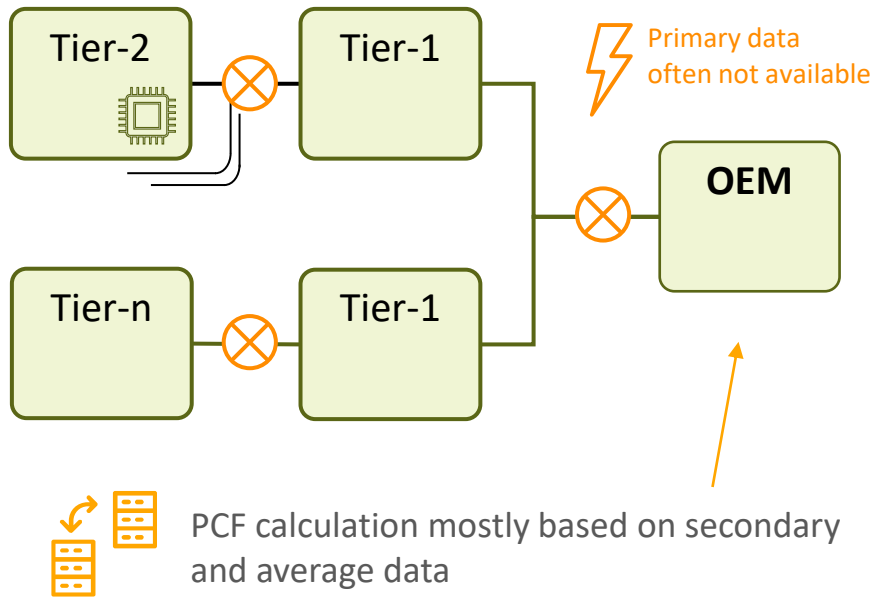 Tier-2
Tier-1
Primary data
often not available
OEM
Tier-n
Tier-1
PCF calculation mostly based on secondary
and average data